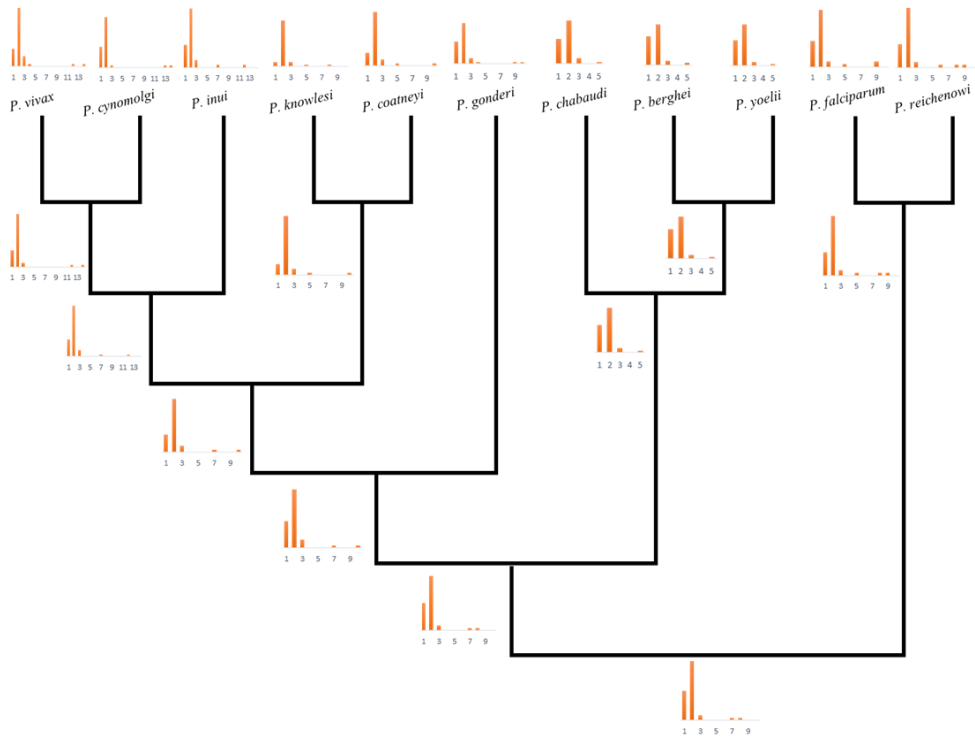 1 3 5 7 9 11 13
1 3 5 7 9 11 13
1 3 5 7 9 11 13
1 3 5 7 9
1 3 5 7 9
1 3 5 7 9
1 2 3 4 5
1 2 3 4 5
1 2 3 4 5
1 3 5 7 9
1 3 5 7 9
P. vivax
P. cynomolgi
P. inui
P. knowlesi
P. coatneyi
P. gonderi
P. chabaudi
P. berghei
P. yoelii
P. falciparum
P. reichenowi
1 3 5 7 9 11 13
1 3 5 7 9
1 2 3 4 5
1 3 5 7 9
1 3 5 7 9 11 13
1 2 3 4 5
1 3 5 7 9
1 3 5 7 9
1 3 5 7 9
1 3 5 7 9